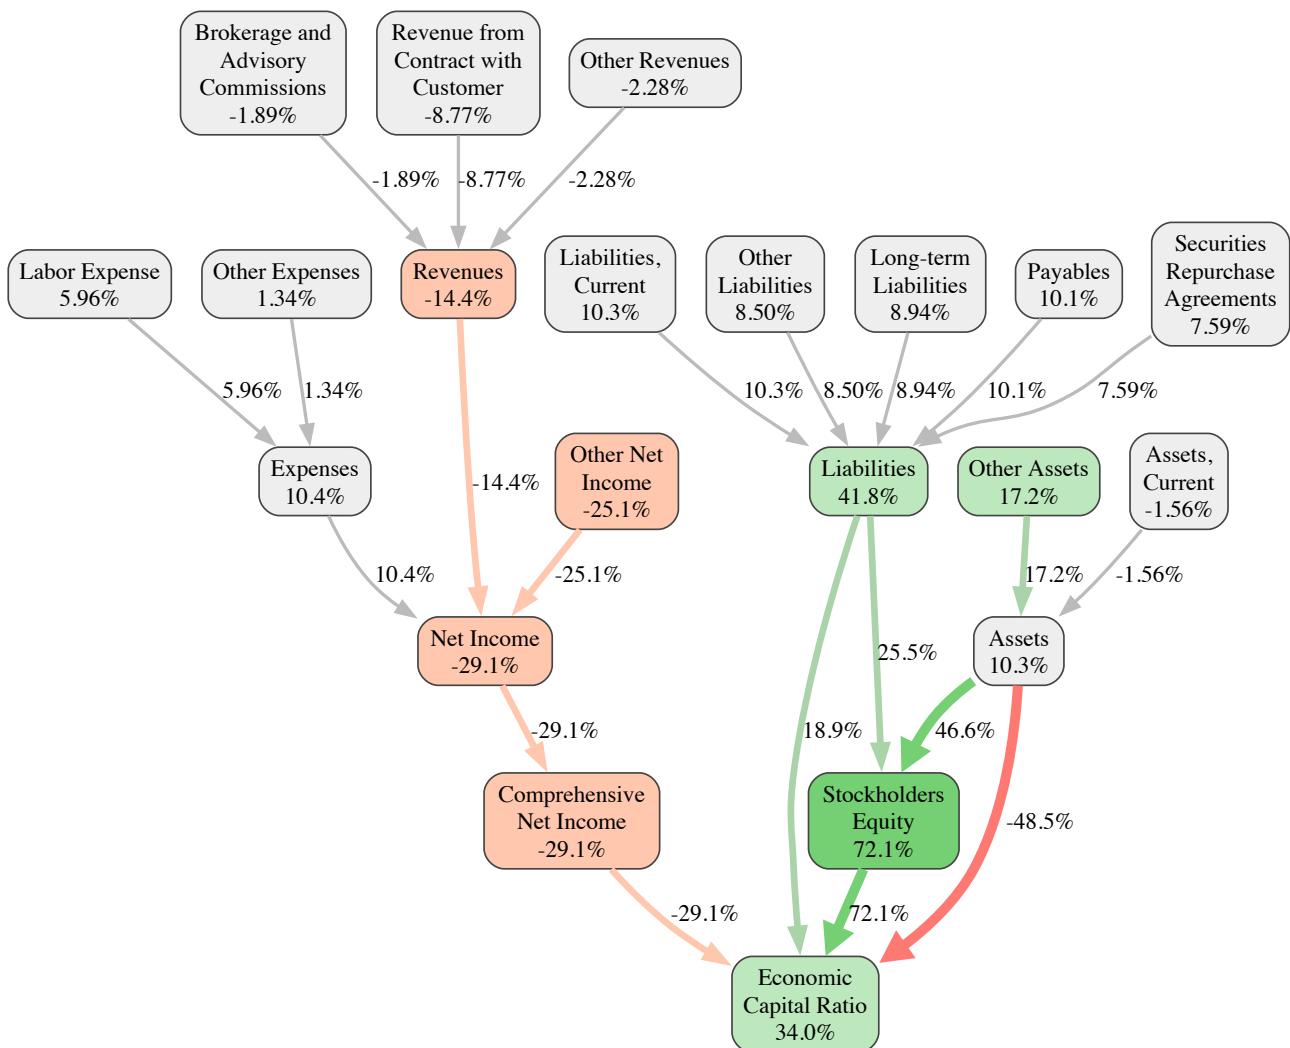 Brokerage and
Advisory
Commissions
-1.89%
Revenue from
Contract with
Customer
-8.77%
Other Revenues
-2.28%
-1.89%
-8.77%
-2.28%
Labor Expense
5.96%
Other Expenses
1.34%
Revenues
-14.4%
Liabilities,
Current
10.3%
Other
Liabilities
8.50%
Long-term
Liabilities
8.94%
Payables
10.1%
Securities
Repurchase
Agreements
7.59%
5.96%
1.34%
10.3%
8.50%
8.94%
10.1%
7.59%
Expenses
10.4%
-14.4%
Other Net
Income
-25.1%
Liabilities
41.8%
Other Assets
17.2%
Assets,
Current
-1.56%
10.4%
-25.1%
17.2%
-1.56%
Net Income
-29.1%
25.5%
Assets
10.3%
-29.1%
18.9%
46.6%
Comprehensive
Net Income
-29.1%
Stockholders
Equity
72.1%
-48.5%
-29.1%
72.1%
Economic
Capital Ratio
34.0%